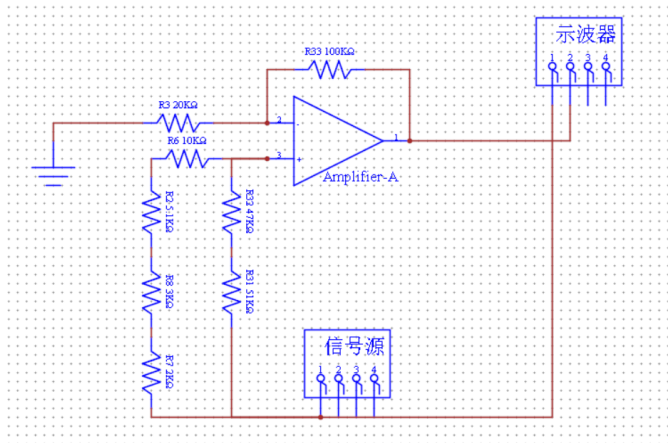 示波器
1 2 3 4
R33 100KΩ
R3 20KΩ
2 -
1
R6 10KΩ
3 +
Amplifier-A
R2 5.1KΩ
R32 47KΩ
R8 3KΩ
R31 51KΩ
R7 2KΩ
信号源
1 2 3 4